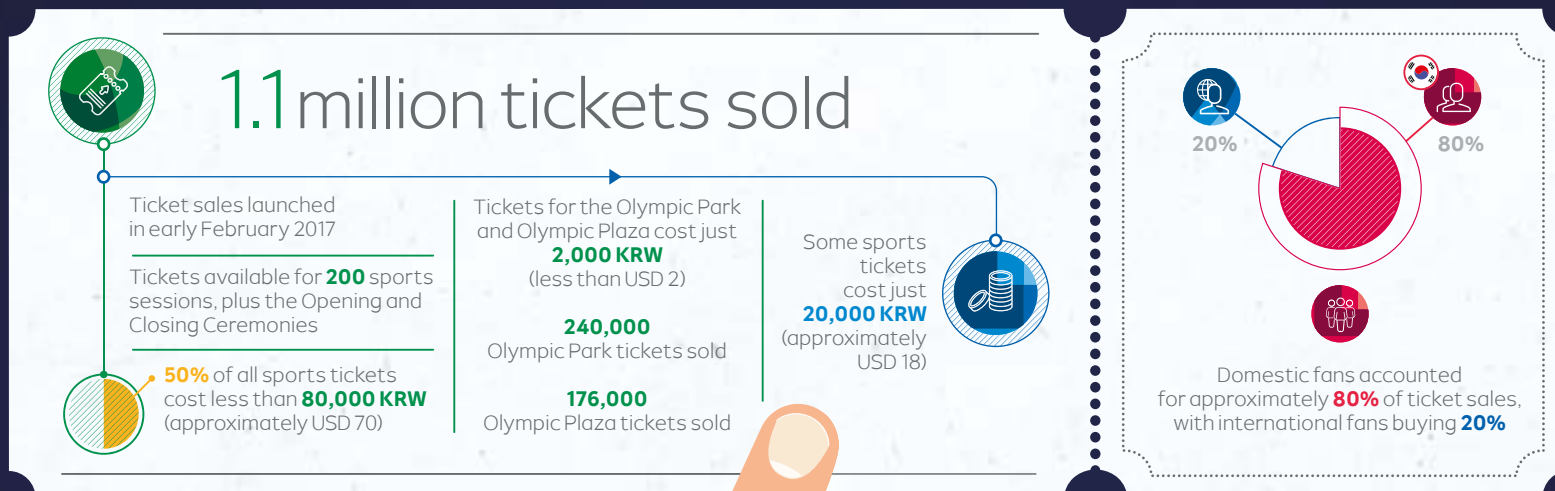 1.1 million tickets sold
Ticket sales launched
in early February 2017
Tickets available for 200 sports
sessions, plus the Opening and
Closing Ceremonies
50% of all sports tickets
cost less than 80,000 KRW
(approximately USD 70)
Tickets for the Olympic Park
and Olympic Plaza cost just
2,000 KRW
(less than USD 2)
240,000
Olympic Park tickets sold
176,000
Olympic Plaza tickets sold
Some sports
tickets
cost just
20,000 KRW
(approximately
USD 18)
20%
80%
Domestic fans accounted
for approximately 80% of ticket sales,
with international fans buying 20%